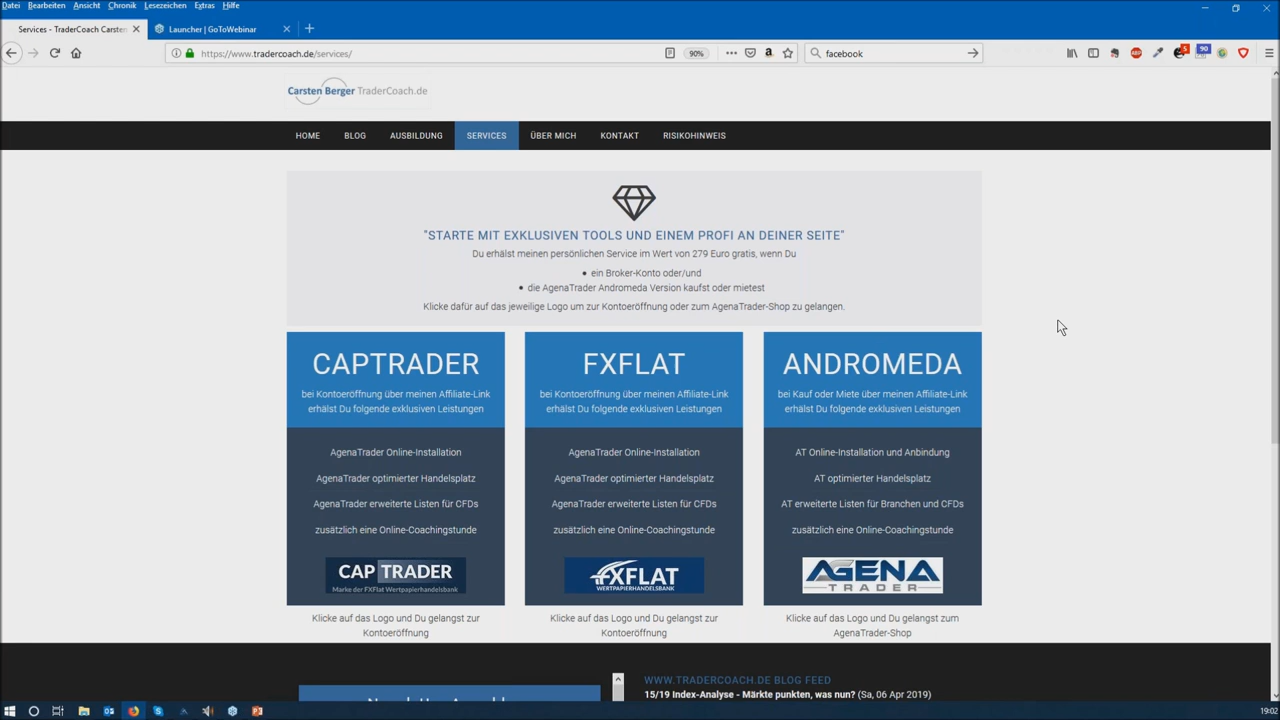 Datei Bearbeiten Ansicht Chronik Lesezeichen Extras Hilfe
Services - TraderCoach Carsten
Launcher | GoToWebinar
https://www.tradercoach.de/services/
90%
facebook
5
90
Carsten Berger TraderCoach.de
HOME BLOG AUSBILDUNG SERVICES ÜBER MICH KONTAKT RISIKOHINWEIS
"STARTE MIT EXKLUSIVEN TOOLS UND EINEM PROFI AN DEINER SEITE"
Du erhälst meinen persönlichen Service im Wert von 279 Euro gratis, wenn Du
• ein Broker-Konto oder/und
• die AgenaTrader Andromeda Version kaufst oder mietest
Klicke dafür auf das jeweilige Logo um zur Kontoeröffnung oder zum AgenaTrader-Shop zu gelangen.
CAPTRADER
bei Kontoeröffnung über meinen Affiliate-Link
erhälst Du folgende exklusiven Leistungen
AgenaTrader Online-Installation
AgenaTrader optimierter Handelsplatz
AgenaTrader erweiterte Listen für CFDs
zusätzlich eine Online-Coachingstunde
CAP TRADER
Marke der FXFlat Wertpapierhandelsbank
Klicke auf das Logo und Du gelangst zur
Kontoeröffnung
FXFLAT
bei Kontoeröffnung über meinen Affiliate-Link
erhälst Du folgende exklusiven Leistungen
AgenaTrader Online-Installation
AgenaTrader optimierter Handelsplatz
AgenaTrader erweiterte Listen für CFDs
zusätzlich eine Online-Coachingstunde
FXFLAT
WERTPAPIERHANDELSBANK
Klicke auf das Logo und Du gelangst zur
Kontoeröffnung
ANDROMEDA
bei Kauf oder Miete über meinen Affiliate-Link
erhälst Du folgende exklusiven Leistungen
AT Online-Installation und Anbindung
AT optimierter Handelsplatz
AT erweiterte Listen für Branchen und CFDs
zusätzlich eine Online-Coachingstunde
AGENA
TRADER
Klicke auf das Logo und Du gelangst zum
AgenaTrader-Shop
WWW.TRADERCOACH.DE BLOG FEED
15/19 Index-Analyse - Märkte punkten, was nun? (Sa, 06 Apr 2019)
19:02